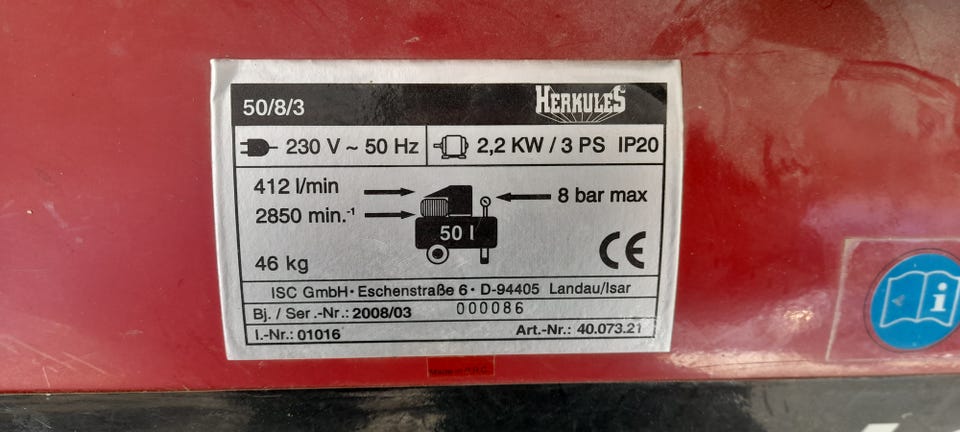 50/8/3 HERKULES
230 V ~ 50 Hz 2,2 KW / 3 PS IP20
412 l/min
2850 min.-¹ 8 bar max
50 l
CE
46 kg
ISC GmbH • Eschenstraße 6 • D-94405 Landau/Isar
Bj. / Ser.-Nr.: 2008/03 000086
I.-Nr.: 01016 Art.-Nr.: 40.073.21
i